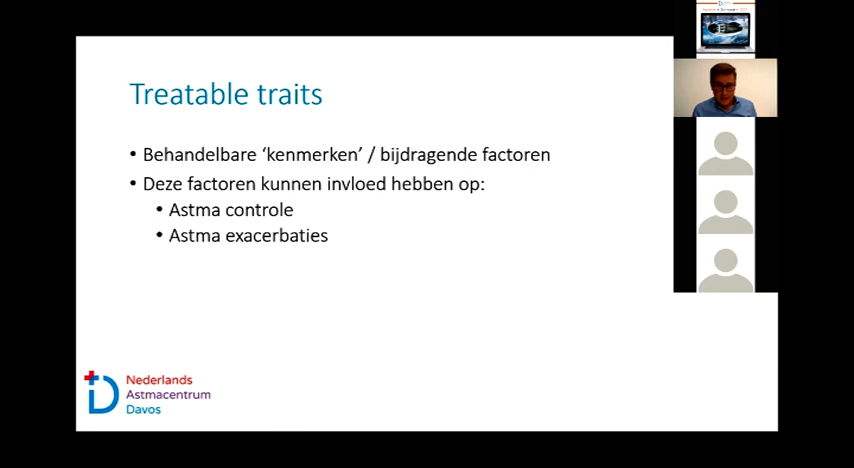 Treatable traits
• Behandelbare ‘kenmerken’ / bijdragende factoren
• Deze factoren kunnen invloed hebben op:
• Astma controle
• Astma exacerbaties
Nederlands
Astmacentrum
Davos